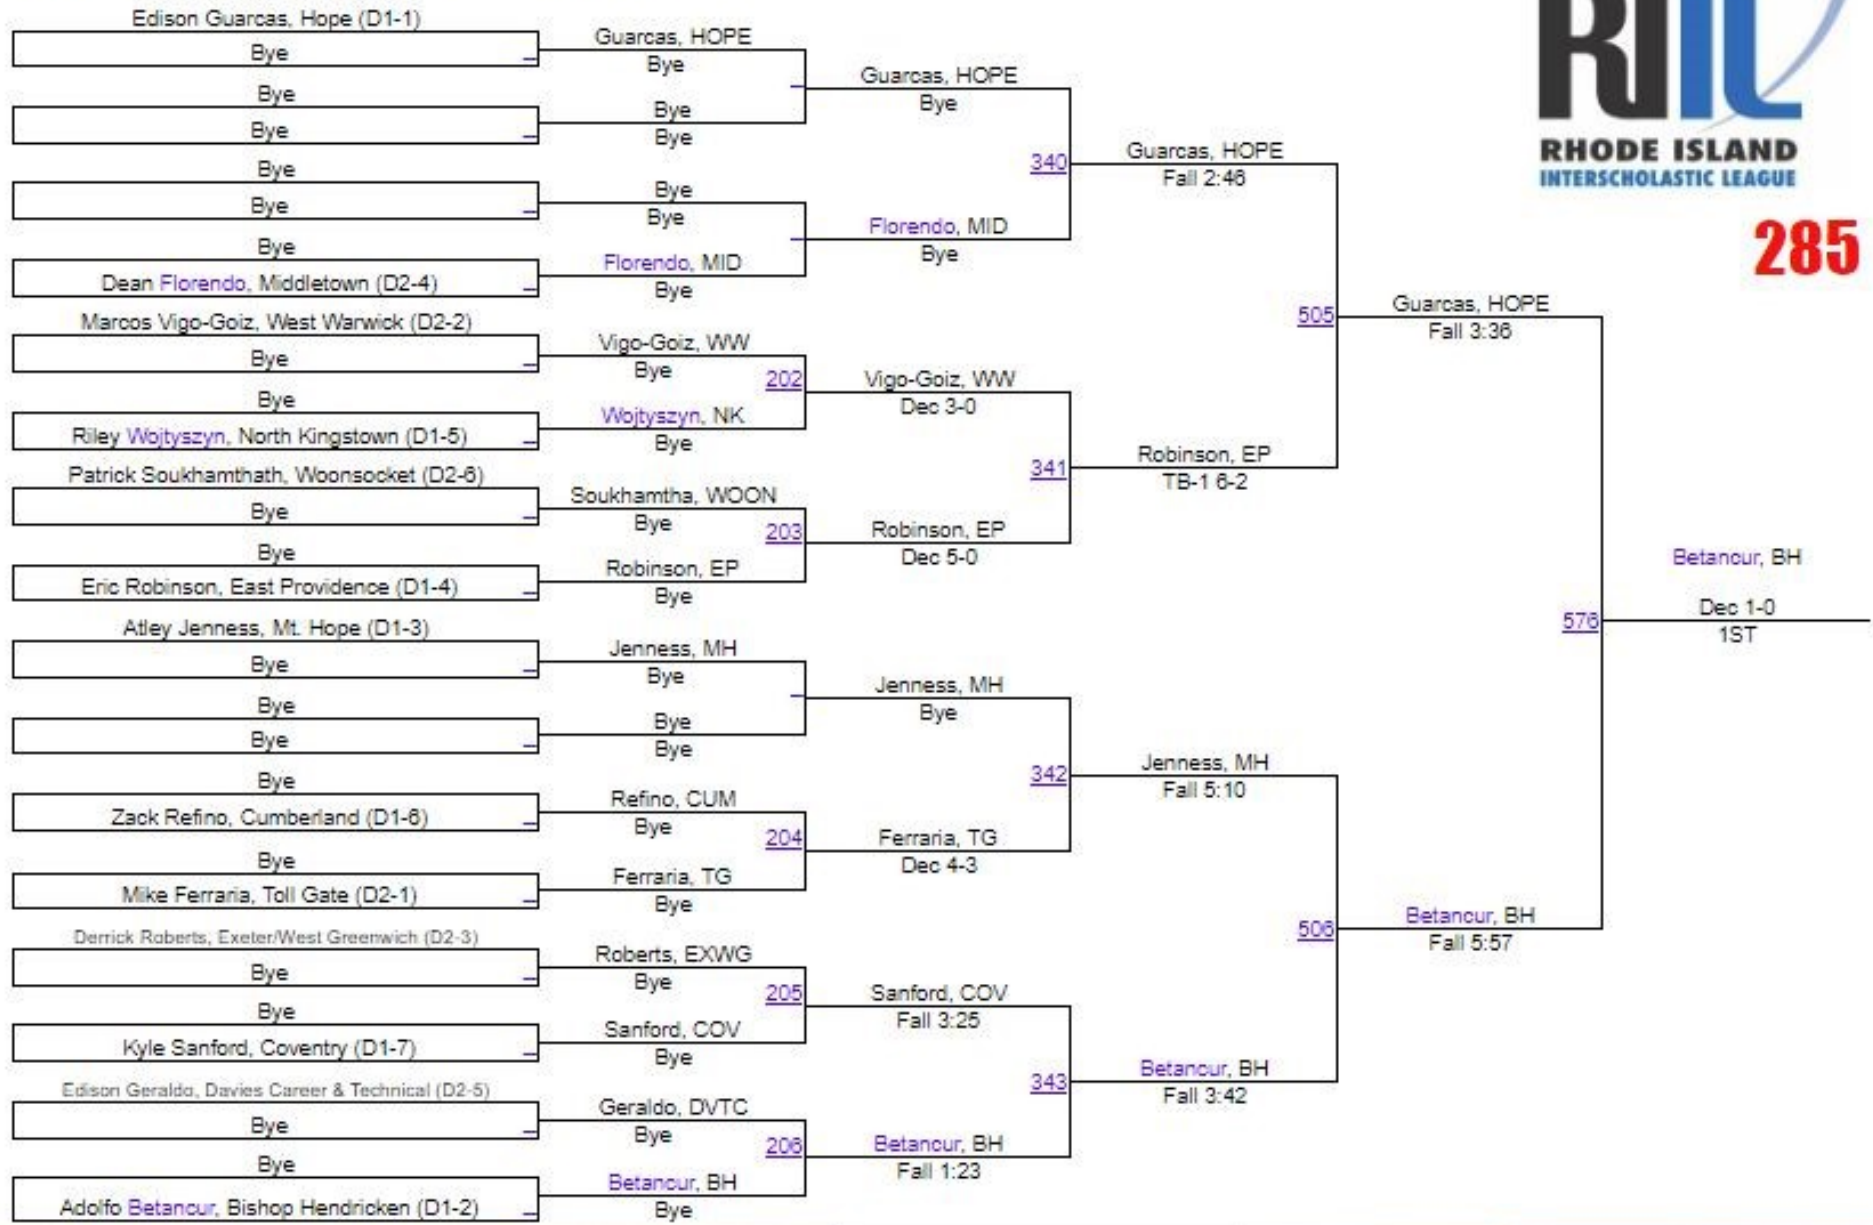 Edison Guarcas, Hope (D1-1)
Bye
Bye
Bye
Bye
Bye
Bye
Dean Florendo, Middletown (D2-4)
Marcos Vigo-Goiz, West Warwick (D2-2)
Bye
Bye
Riley Wojtyszyn, North Kingstown (D1-5)
Patrick Soukhamthath, Woonsocket (D2-6)
Bye
Bye
Eric Robinson, East Providence (D1-4)
Atley Jenness, Mt. Hope (D1-3)
Bye
Bye
Bye
Bye
Zack Refino, Cumberland (D1-6)
Bye
Mike Ferraria, Toll Gate (D2-1)
Derrick Roberts, Exeter/West Greenwich (D2-3)
Bye
Bye
Kyle Sanford, Coventry (D1-7)
Edison Geraldo, Davies Career & Technical (D2-5)
Bye
Bye
Adolfo Betancur, Bishop Hendricken (D1-2)
Guarcas, HOPE
Bye
Bye
Bye
Bye
Bye
Florendo, MID
Bye
Vigo-Goiz, WW
Bye
202
Wojtyszyn, NK
Bye
Soukhamtha, WOON
Bye
203
Robinson, EP
Bye
Jenness, MH
Bye
Bye
Bye
Refino, CUM
Bye
204
Ferraria, TG
Bye
Roberts, EXWG
Bye
205
Sanford, COV
Bye
Geraldo, DVTC
Bye
206
Betancur, BH
Bye
Guarcas, HOPE
Bye
340
Florendo, MID
Bye
Vigo-Goiz, WW
Dec 3-0
341
Robinson, EP
Dec 5-0
Jenness, MH
Bye
342
Ferraria, TG
Dec 4-3
Sanford, COV
Fall 3:25
343
Betancur, BH
Fall 1:23
Guarcas, HOPE
Fall 2:46
505
Robinson, EP
TB-1 6-2
Jenness, MH
Fall 5:10
506
Betancur, BH
Fall 3:42
Guarcas, HOPE
Fall 3:36
576
Betancur, BH
Fall 5:57
Betancur, BH
Dec 1-0
1ST
RIIL
RHODE ISLAND
INTERSCHOLASTIC LEAGUE
285